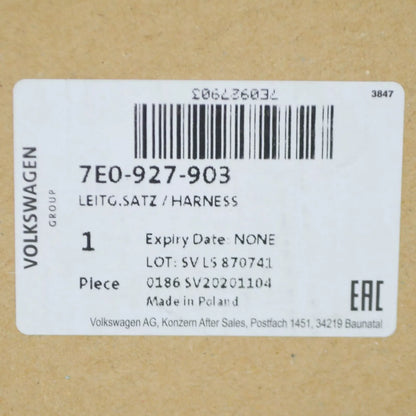 3847
7E0927903
VOLKSWAGEN
GROUP
7E0-927-903
LEITG.SATZ / HARNESS
1 Expiry Date: NONE
LOT: SV LS 870741
Piece 0186 SV20201104
Made in Poland
EAC
Volkswagen AG, Konzern After Sales, Postfach 1451, 34219 Baunatal